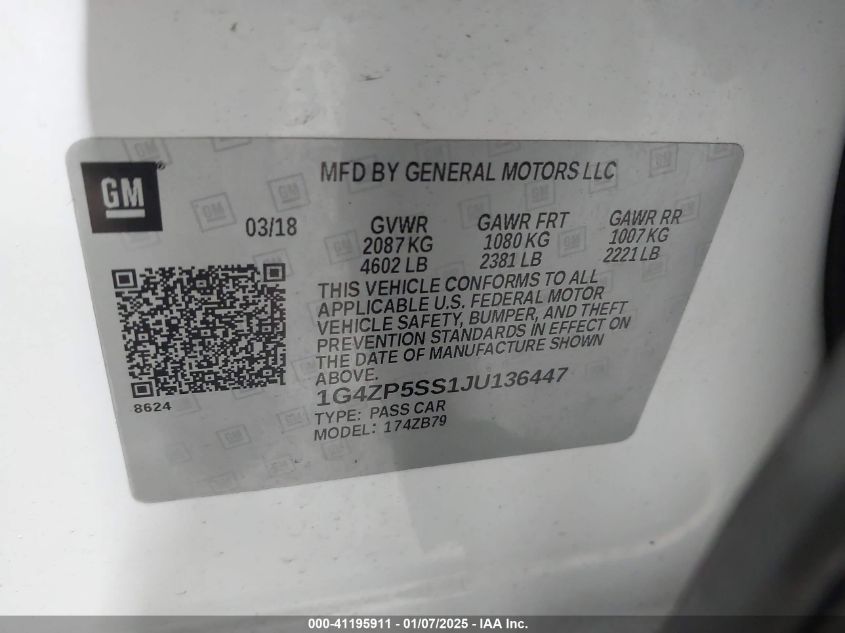 GM
MFD BY GENERAL MOTORS LLC
03/18
GVWR
2087 KG
4602 LB
GAWR FRT
1080 KG
2381 LB
GAWR RR
1007 KG
2221 LB
THIS VEHICLE CONFORMS TO ALL
APPLICABLE U.S. FEDERAL MOTOR
VEHICLE SAFETY, BUMPER, AND THEFT
PREVENTION STANDARDS IN EFFECT ON
THE DATE OF MANUFACTURE SHOWN
ABOVE.
8624
1G4ZP5SS1JU136447
TYPE: PASS CAR
MODEL: 174ZB79
000-41195911 - 01/07/2025 - IAA Inc.